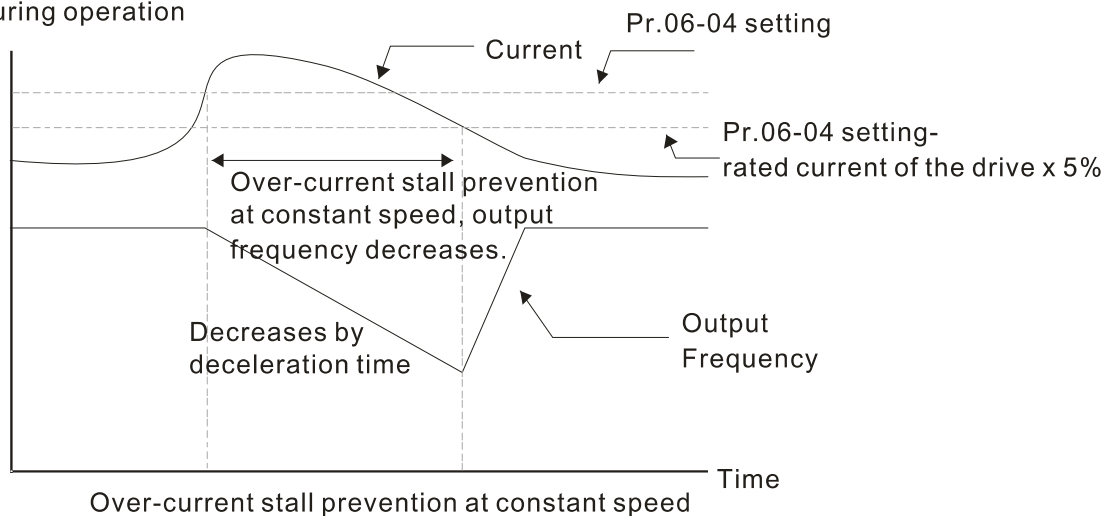 uring operation
Pr.06-04 setting
Current
Pr.06-04 setting-
rated current of the drive x 5%
Over-current stall prevention
at constant speed, output
frequency decreases.
Decreases by
deceleration time
Output
Frequency
Time
Over-current stall prevention at constant speed